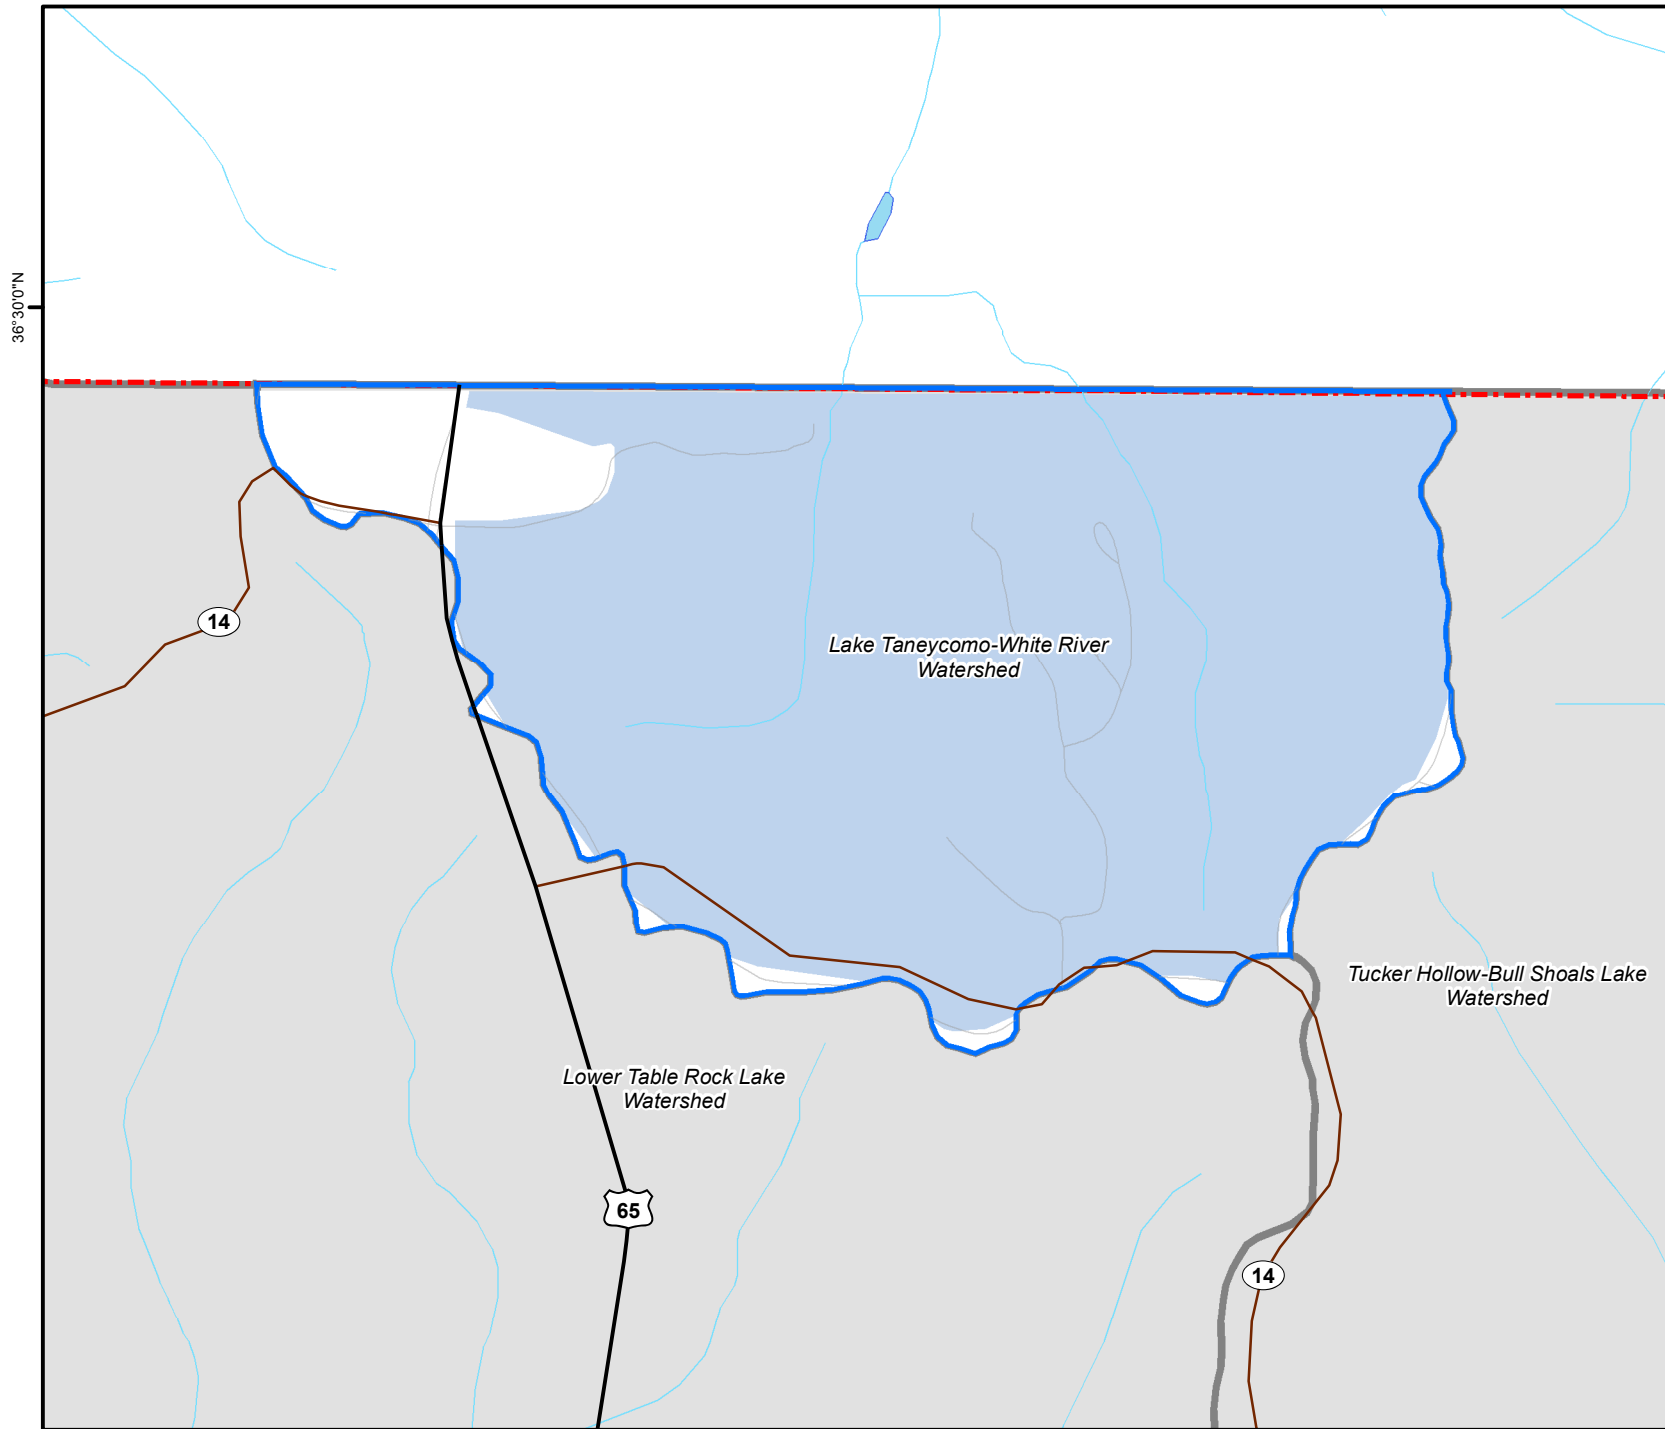 36°30'0"N
14
Lake Taneycomo-White River
Watershed
Tucker Hollow-Bull Shoals Lake
Watershed
Lower Table Rock Lake
Watershed
65
14